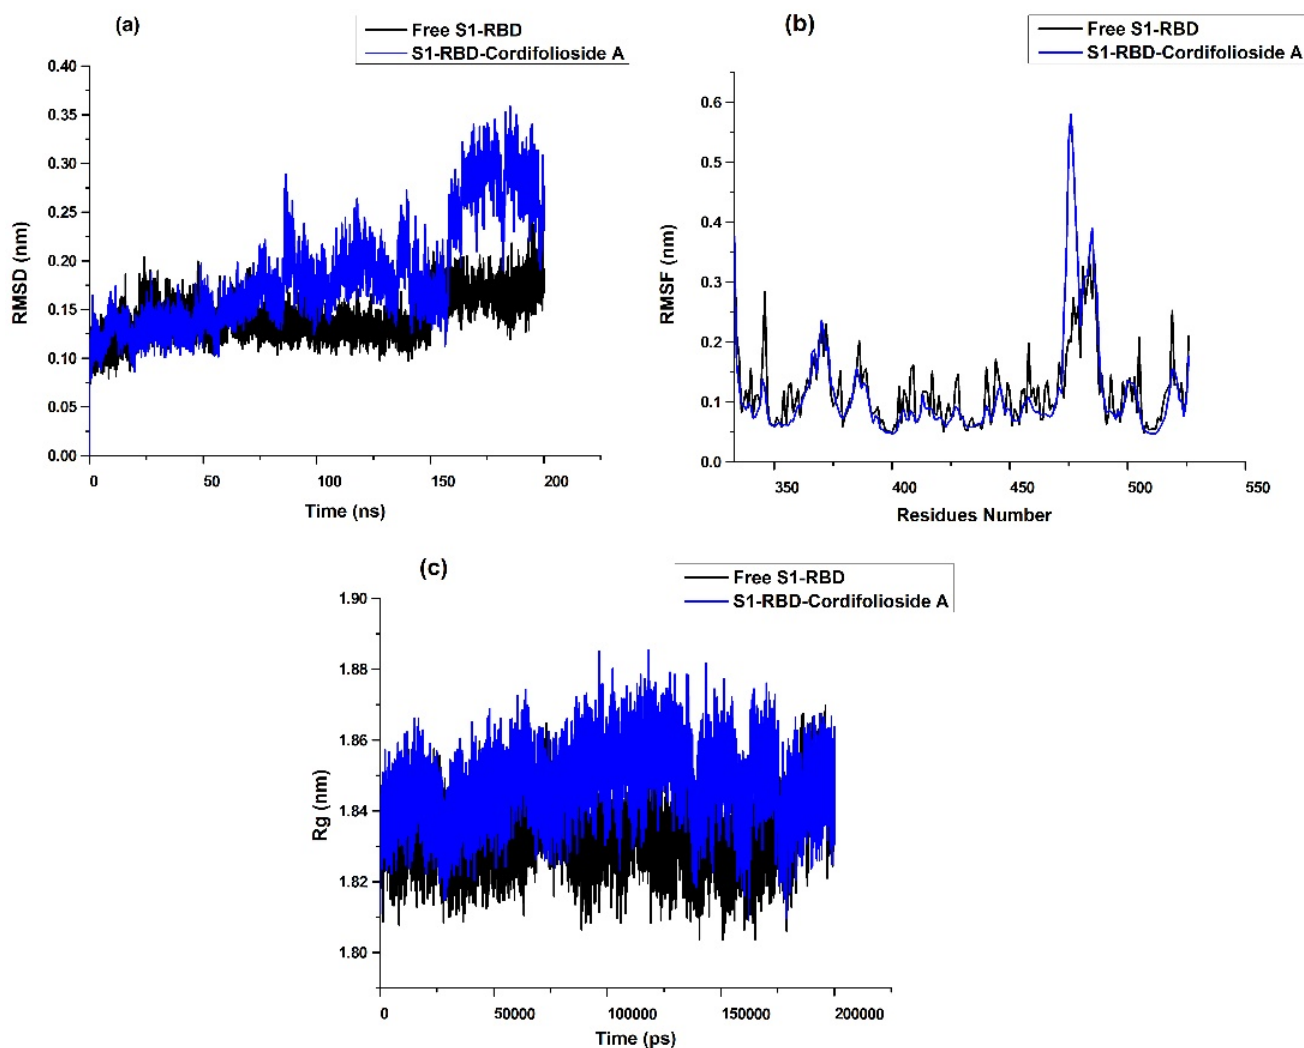 (a)
Free S1-RBD
S1-RBD-Cordifolioside A
0.40
0.35
0.30
0.25
0.20
0.15
0.10
0.05
0.00
RMSD (nm)
0
50
100
150
200
Time (ns)
(b)
Free S1-RBD
S1-RBD-Cordifolioside A
0.6
0.5
0.4
0.3
0.2
0.1
0.0
RMSF (nm)
350
400
450
500
550
Residues Number
(c)
Free S1-RBD
S1-RBD-Cordifolioside A
1.90
1.88
1.86
1.84
1.82
1.80
Rg (nm)
0
50000
100000
150000
200000
Time (ps)